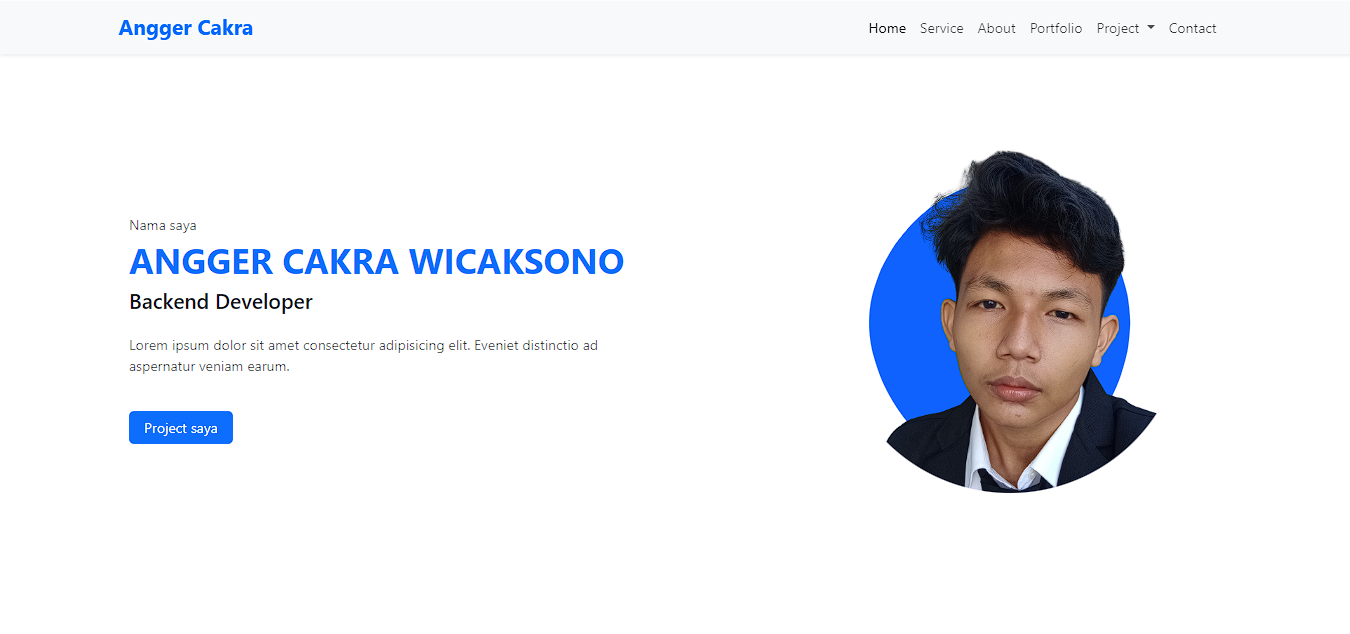 Angger Cakra
Home Service About Portfolio Project Contact
Nama saya
ANGGER CAKRA WICAKSONO
Backend Developer
Lorem ipsum dolor sit amet consectetur adipisicing elit. Eveniet distinctio ad
aspernatur veniam earum.
Project saya